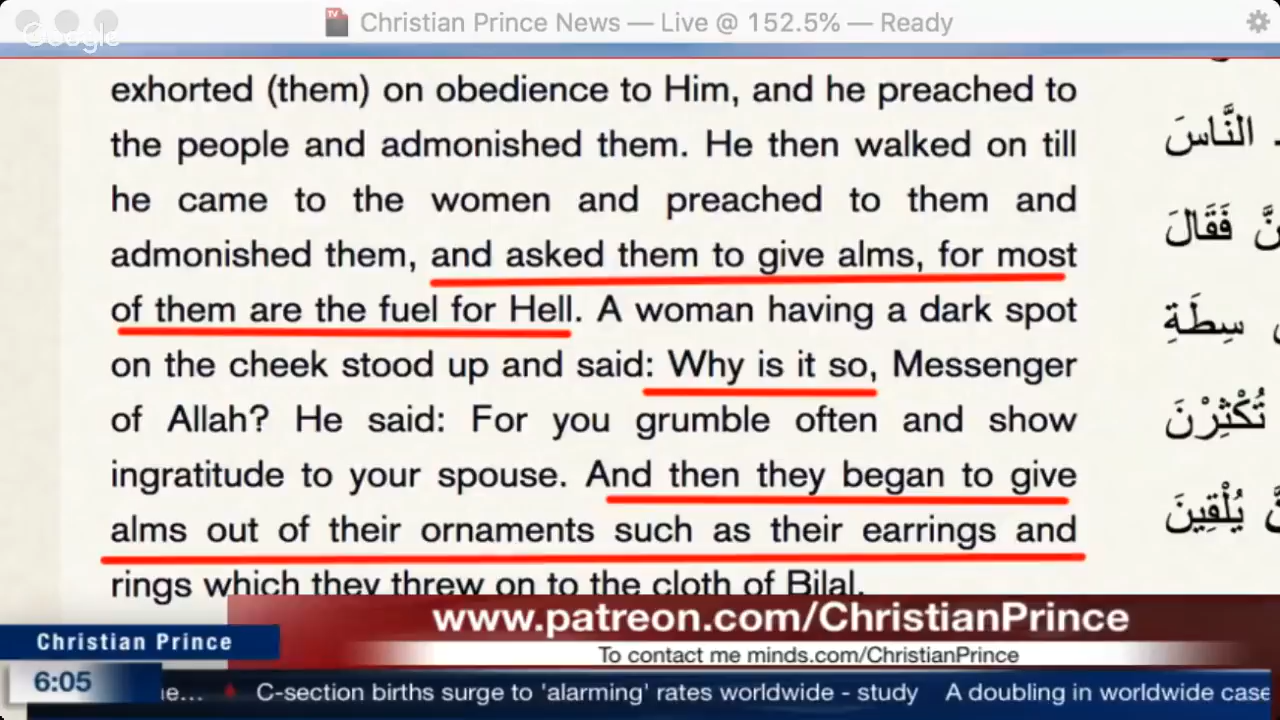 Christian Prince News — Live @ 152.5% — Ready
Google
exhorted (them) on obedience to Him, and he preached to
the people and admonished them. He then walked on till
he came to the women and preached to them and
admonished them, and asked them to give alms, for most
of them are the fuel for Hell. A woman having a dark spot
on the cheek stood up and said: Why is it so, Messenger
of Allah? He said: For you grumble often and show
ingratitude to your spouse. And then they began to give
alms out of their ornaments such as their earrings and
rings which they threw on to the cloth of Bilal.
النَّاسَ
فَقَالَ
سِطَةِ
تُكْثِرْنَ
يُلْقِينَ
www.patreon.com/ChristianPrince
Christian Prince
To contact me minds.com/ChristianPrince
6:05
C-section births surge to 'alarming' rates worldwide - study A doubling in worldwide case